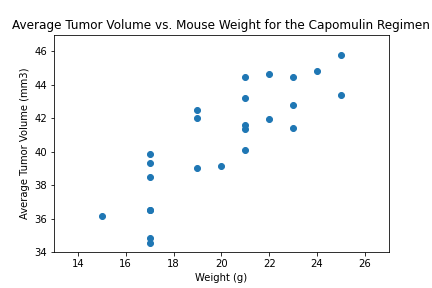 Average Tumor Volume vs. Mouse Weight for the Capomulin Regimen
46
44
42
40
38
36
34
Average Tumor Volume (mm3)
14 16 18 20 22 24 26
Weight (g)